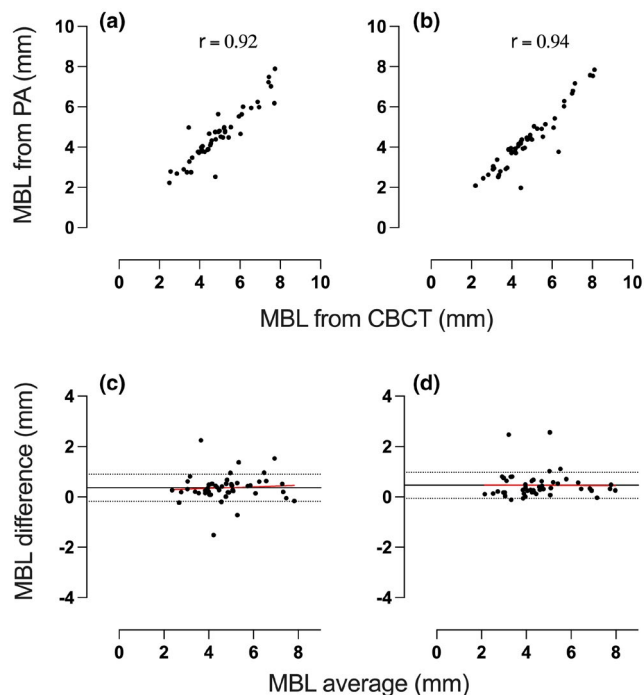 (a)
r = 0.92
(b)
r = 0.94
MBL from PA (mm)
10
8
6
4
2
0
10
8
6
4
2
0
0 2 4 6 8 10
0 2 4 6 8 10
MBL from CBCT (mm)
(c)
(d)
MBL difference (mm)
4
2
0
-2
-4
4
2
0
-2
-4
0 2 4 6 8
0 2 4 6 8
MBL average (mm)